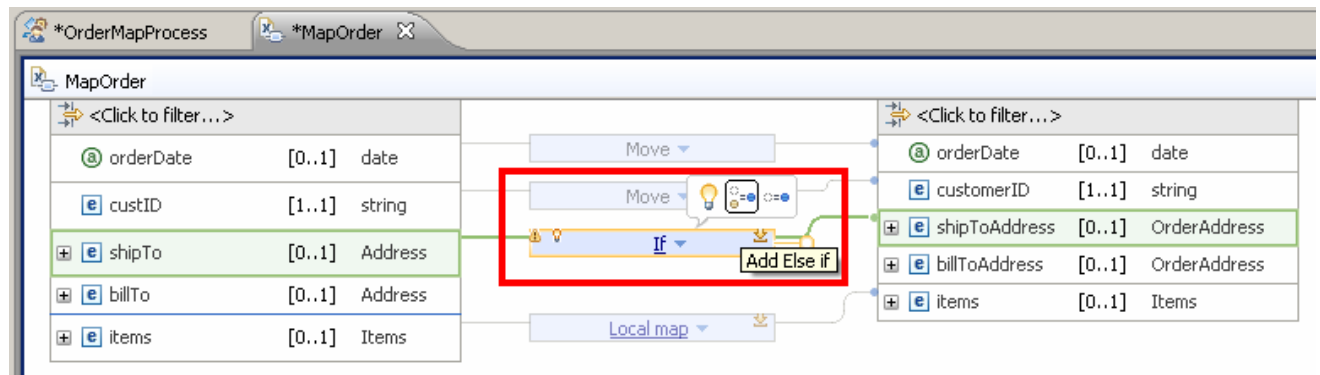 *OrderMapProcess *MapOrder
MapOrder
<Click to filter...> <Click to filter...>
orderDate [0..1] date Move orderDate [0..1] date
custID [1..1] string Move customerID [1..1] string
shipTo [0..1] Address If shipToAddress [0..1] OrderAddress
Add Else if
billTo [0..1] Address billToAddress [0..1] OrderAddress
items [0..1] Items Local map items [0..1] Items